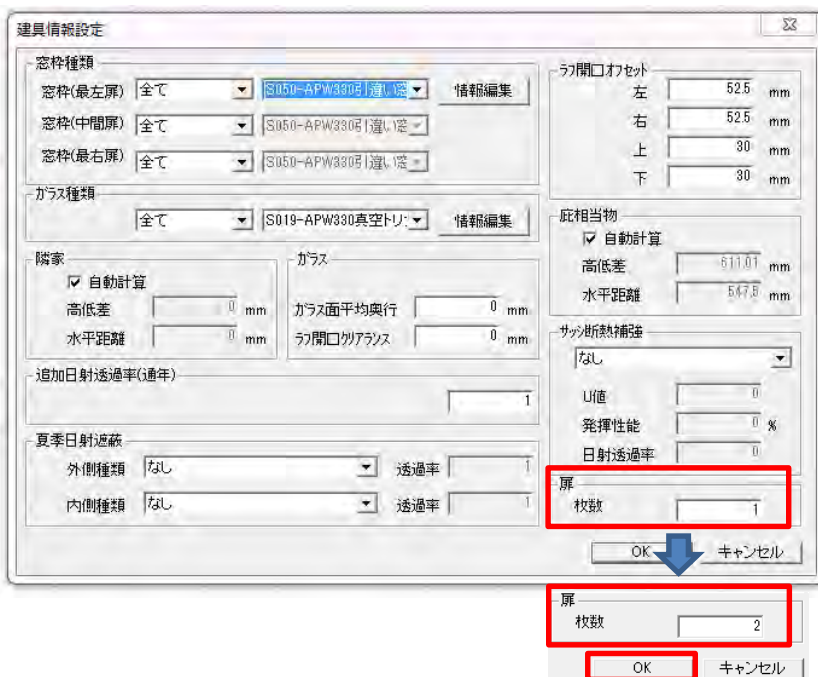 建具情報設定
窓枠種類
窓枠(最左扉) 全て S050-APW330引違い窓 情報編集
窓枠(中間扉) 全て S050-APW330引違い窓
窓枠(最右扉) 全て S050-APW330引違い窓
ガラス種類
全て S019-APW330真空トリ 情報編集
隣家
自動計算
高低差 0 mm
水平距離 0 mm
ガラス
ガラス面平均奥行 0 mm
ラフ開口クリアランス 0 mm
追加日射透過率(通年)
1
夏季日射遮蔽
外側種類 なし 透過率 1
内側種類 なし 透過率 1
ラフ開口オフセット
左 52.5 mm
右 52.5 mm
上 30 mm
下 30 mm
庇相当物
自動計算
高低差 611.01 mm
水平距離 547.5 mm
サッシ断熱補強
なし
U値 0
発揮性能 0 %
日射透過率 0
扉
枚数 1
OK キャンセル
扉
枚数 2
OK キャンセル